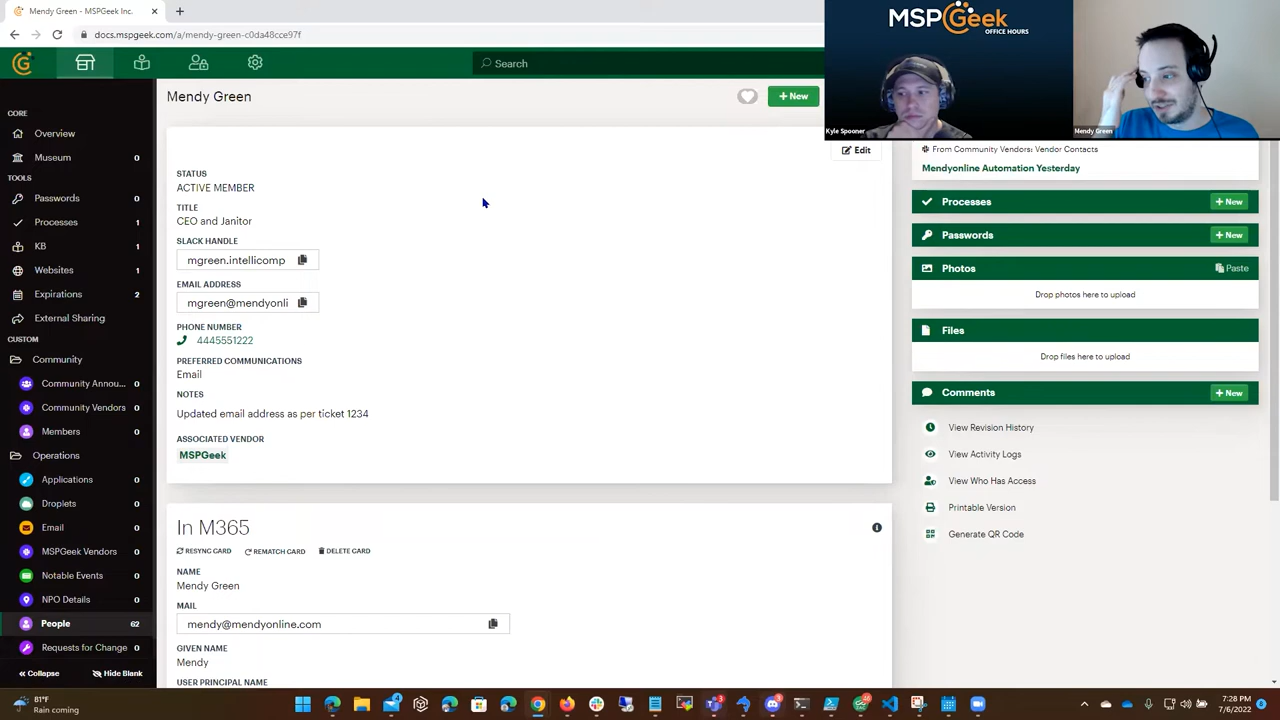 Mendy Green - MSPGeek Inc.
docs.mspgeek.com/a/mendy-green-c0da48cce97f
Search
MSPGeek
OFFICE HOURS
Kyle Spooner
Mendy Green
Mendy Green
New
CORE
Overview
Museum 0
TOOLS
Passwords 0
Processes 1
KB 1
Websites 1
Expirations 2
External Sharing
CUSTOM
Community
Community Annou... 0
Community Vendors 0
Members 0
Operations
Applications 0
Droplets 0
Email 0
MSPGeek Vendors 0
Notable Events 0
NPO Details 0
People 62
Requests for Change 0
Collapse
Hide Blank
Edit
STATUS
ACTIVE MEMBER
TITLE
CEO and Janitor
SLACK HANDLE
mgreen.intellicomp
EMAIL ADDRESS
mgreen@mendyonli
PHONE NUMBER
4445551222
PREFERRED COMMUNICATIONS
Email
NOTES
Updated email address as per ticket 1234
ASSOCIATED VENDOR
MSPGeek
In M365
RESYNC CARD REMATCH CARD DELETE CARD
NAME
Mendy Green
MAIL
mendy@mendyonline.com
GIVEN NAME
Mendy
USER PRINCIPAL NAME
From Community Vendors: Vendor Contacts
Mendyonline Automation Yesterday
Processes New
Passwords New
Photos Paste
Drop photos here to upload
Files
Drop files here to upload
Comments New
View Revision History
View Activity Logs
View Who Has Access
Printable Version
Generate QR Code
81°F
Rain coming
7:00 PM
7/6/2022